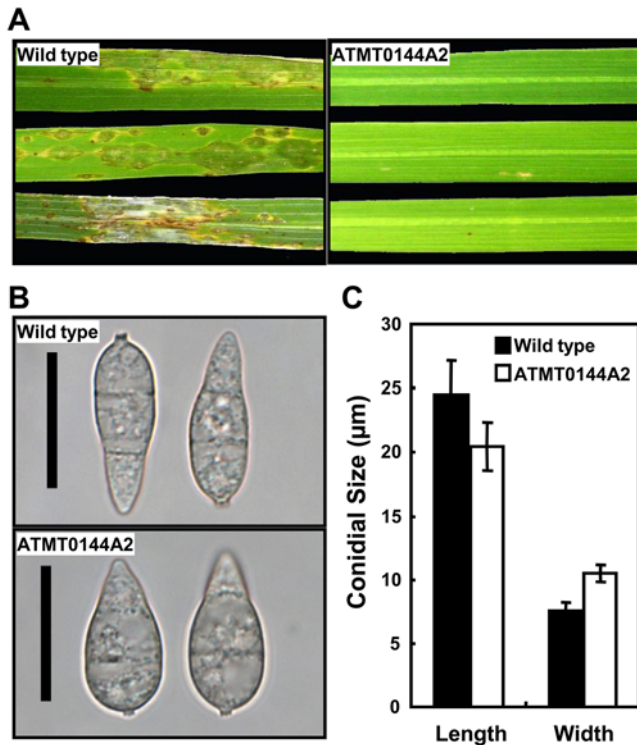 A
Wild type
ATMT0144A2
B
Wild type
ATMT0144A2
C
Conidial Size (µm)
30
25
20
15
10
5
0
Wild type
ATMT0144A2
Length
Width